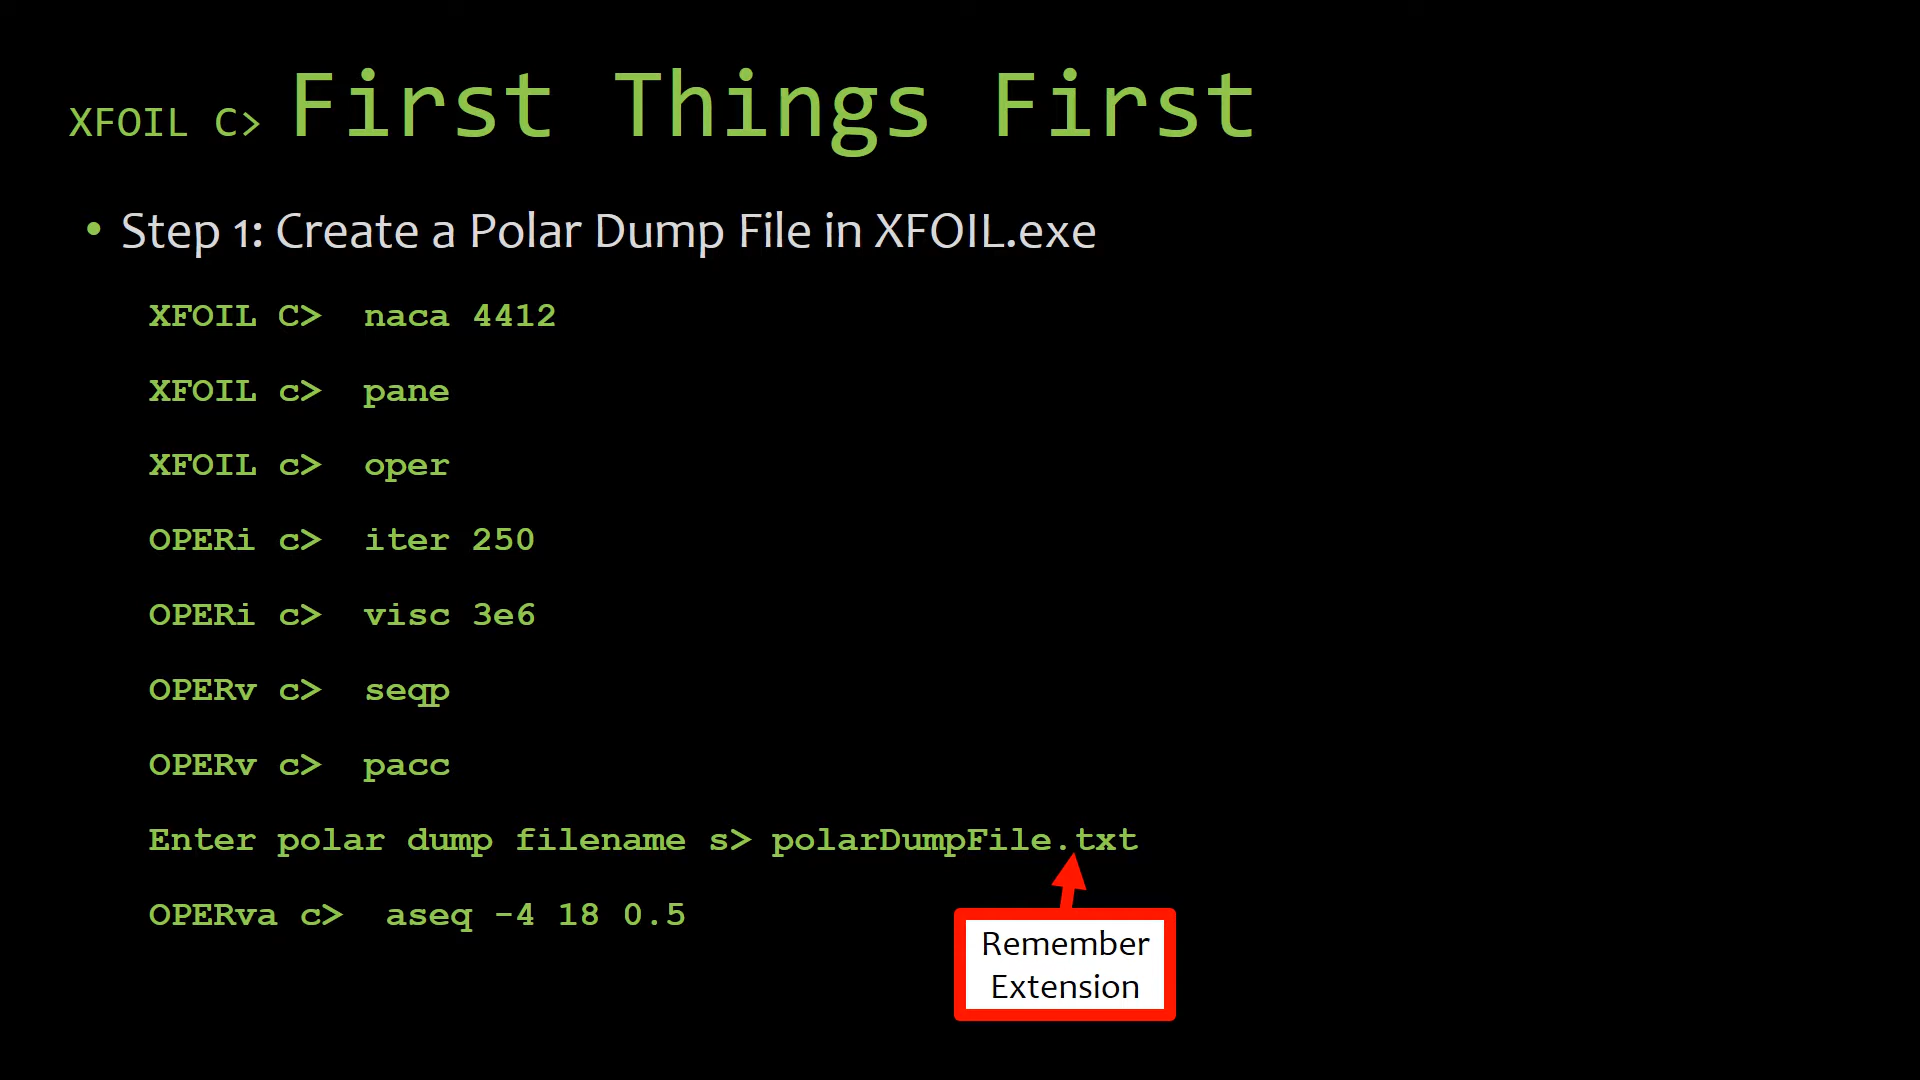 XFOIL C> First Things First
• Step 1: Create a Polar Dump File in XFOIL.exe
XFOIL C> naca 4412
XFOIL c> pane
XFOIL c> oper
OPERi c> iter 250
OPERi c> visc 3e6
OPERv c> seqp
OPERv c> pacc
Enter polar dump filename s> polarDumpFile.txt
OPERva c> aseq -4 18 0.5
Remember
Extension